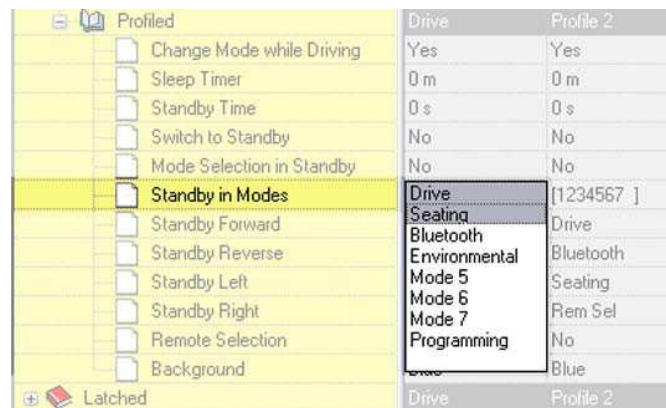 Profiled Drive Profile 2
Change Mode while Driving Yes Yes
Sleep Timer 0 m 0 m
Standby Time 0 s 0 s
Switch to Standby No No
Mode Selection in Standby No No
Standby in Modes Drive [1234567 ]
Seating
Standby Forward Bluetooth Drive
Standby Reverse Environmental Bluetooth
Standby Left Mode 5 Seating
Mode 6
Standby Right Mode 7 Rem Sel
Remote Selection Programming No
Background Blue Blue
Latched Drive Profile 2